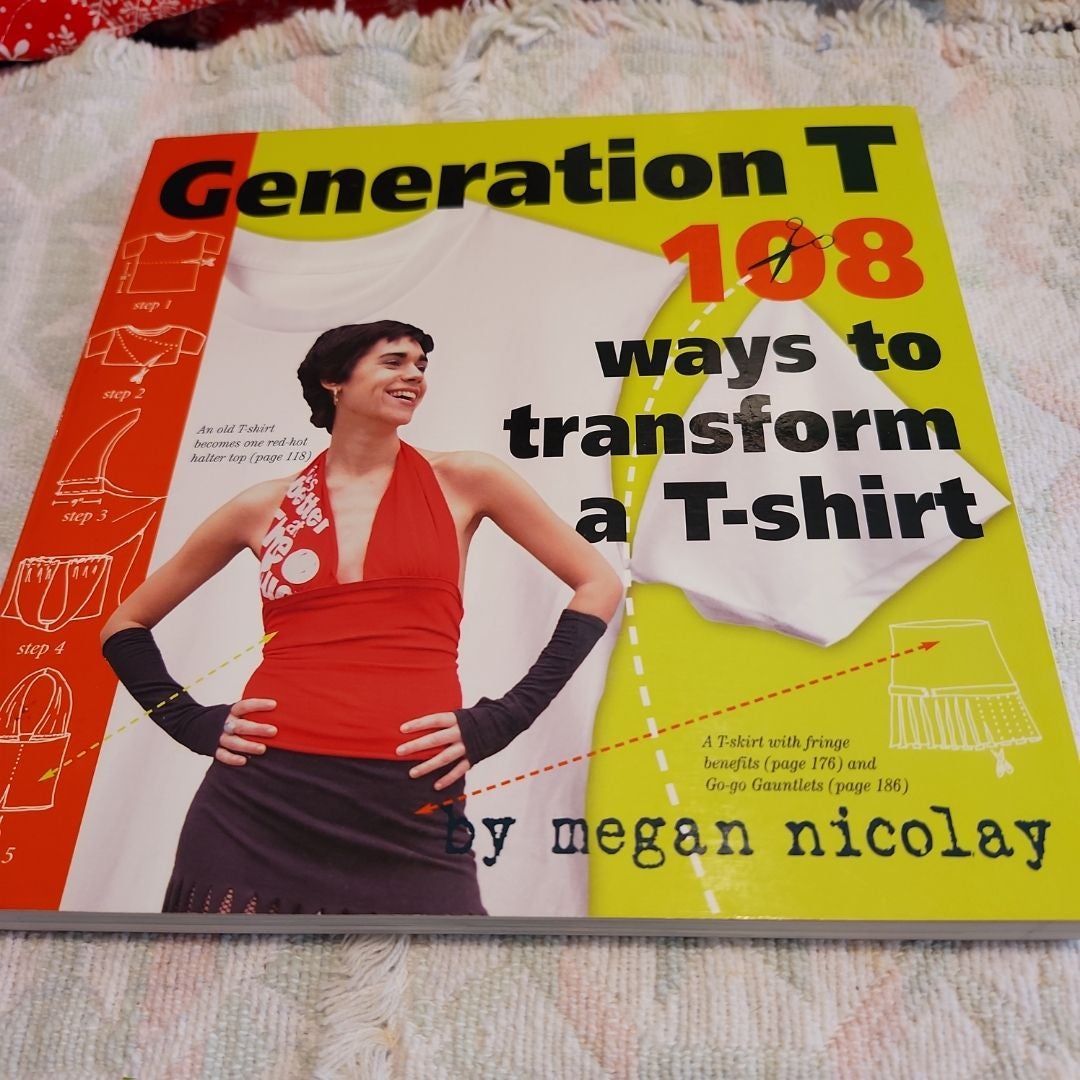 Generation T
108
ways to
transform
a T-shirt
step 1
step 2
step 3
step 4
5
An old T-shirt
becomes one red-hot
halter top (page 118)
better
A T-skirt with fringe
benefits (page 176) and
Go-go Gauntlets (page 186)
by megan nicolay